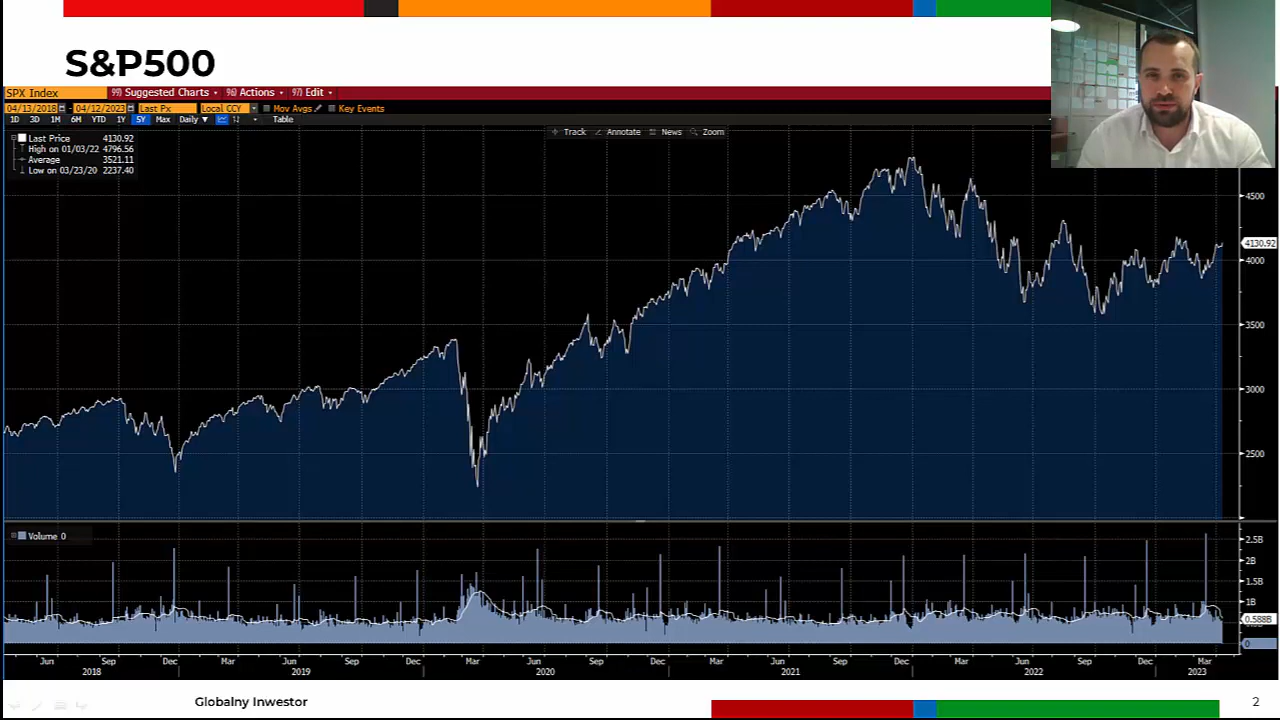 S&P500
SPX Index 97) Suggested Charts 96) Actions 97) Edit
04/13/2018 - 04/12/2023 Last Px Local CCY Mov Avgs Key Events
1D 3D 1M 6M YTD 1Y 5Y Max Daily ▼ Table
Track Annotate News Zoom
Last Price 4130.92
High on 01/03/22 4796.56
Average 3521.11
Low on 03/23/20 2237.40
4500
4130.92
4000
3500
3000
2500
Volume 0
2.5B
2B
1.5B
1B
0.588B
0
Jun Sep Dec Mar Jun Sep Dec Mar Jun Sep Dec Mar Jun Sep Dec Mar Jun Sep Dec Mar
2018 2019 2020 2021 2022 2023
Globalny Inwestor
2